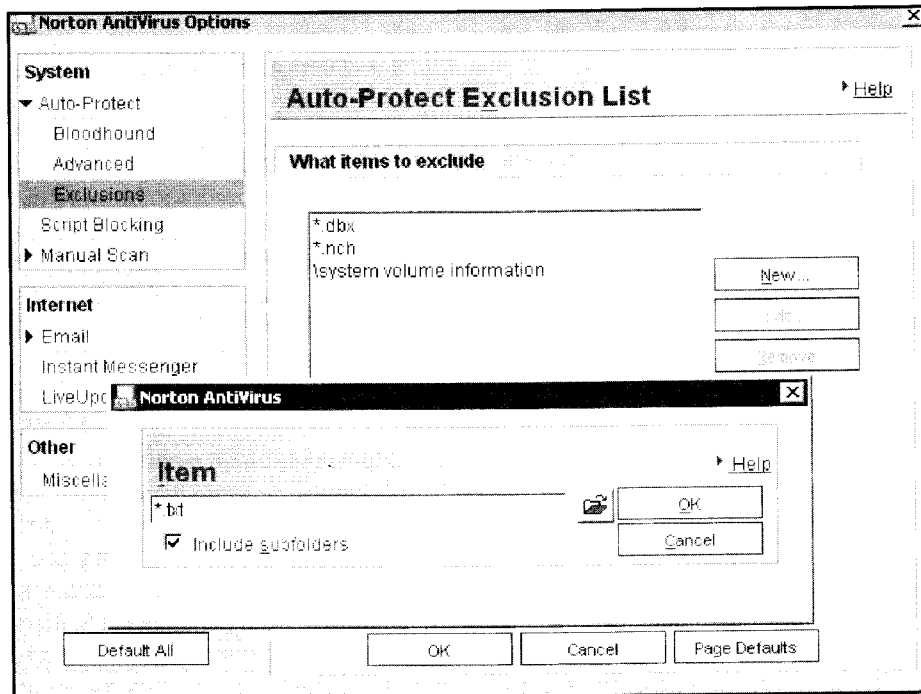 Norton AntiVirus Options
System
Auto-Protect
Bloodhound
Advanced
Exclusions
Script Blocking
Manual Scan
Internet
Email
Instant Messenger
Other
Auto-Protect Exclusion List
Help
What items to exclude
*.dbx
*.nch
\system volume information
New...
Remove
Norton AntiVirus
Item
Help
*.txt
Include subfolders
OK
Cancel
Default All
OK
Cancel
Page Defaults